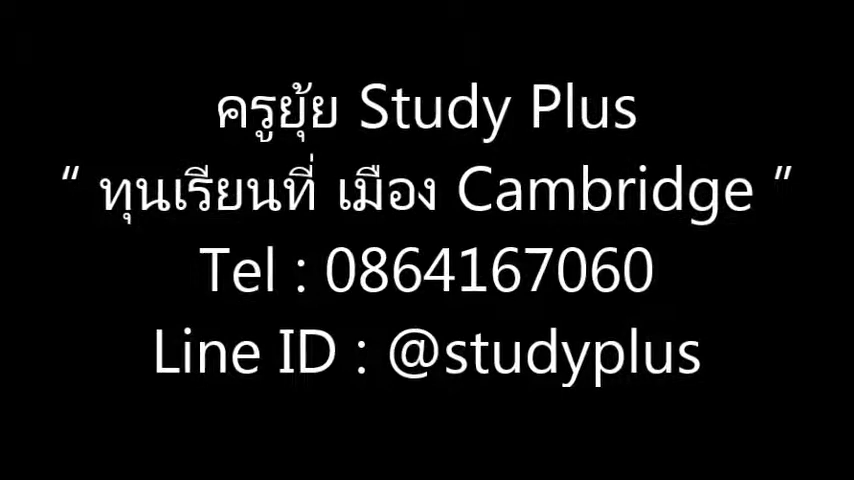 ครูยุ้ย Study Plus
“ ทุนเรียนที่ เมือง Cambridge ”
Tel : 0864167060
Line ID : @studyplus